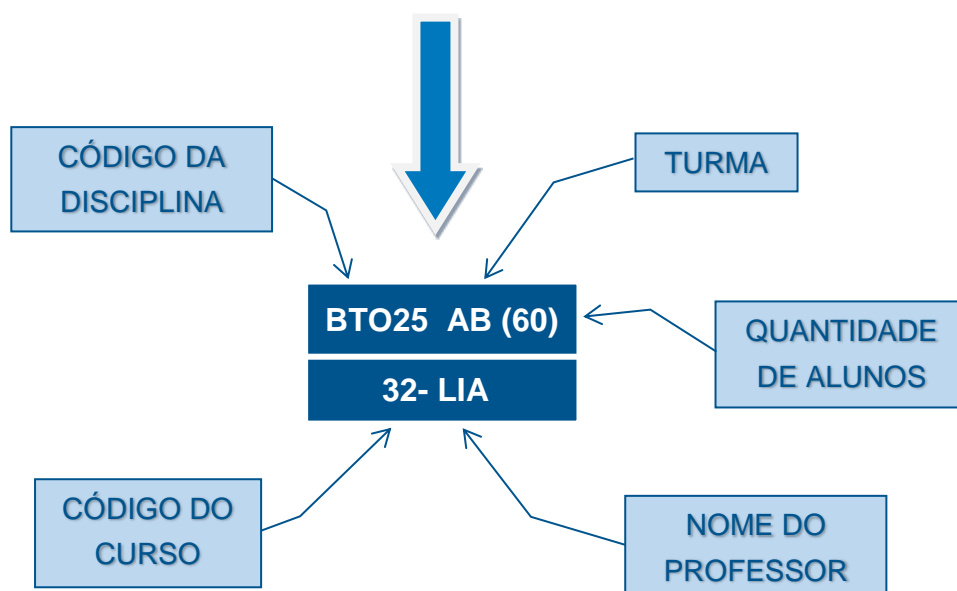 CÓDIGO DA
DISCIPLINA
TURMA
BTO25 AB (60)
32- LIA
QUANTIDADE
DE ALUNOS
CÓDIGO DO
CURSO
NOME DO
PROFESSOR